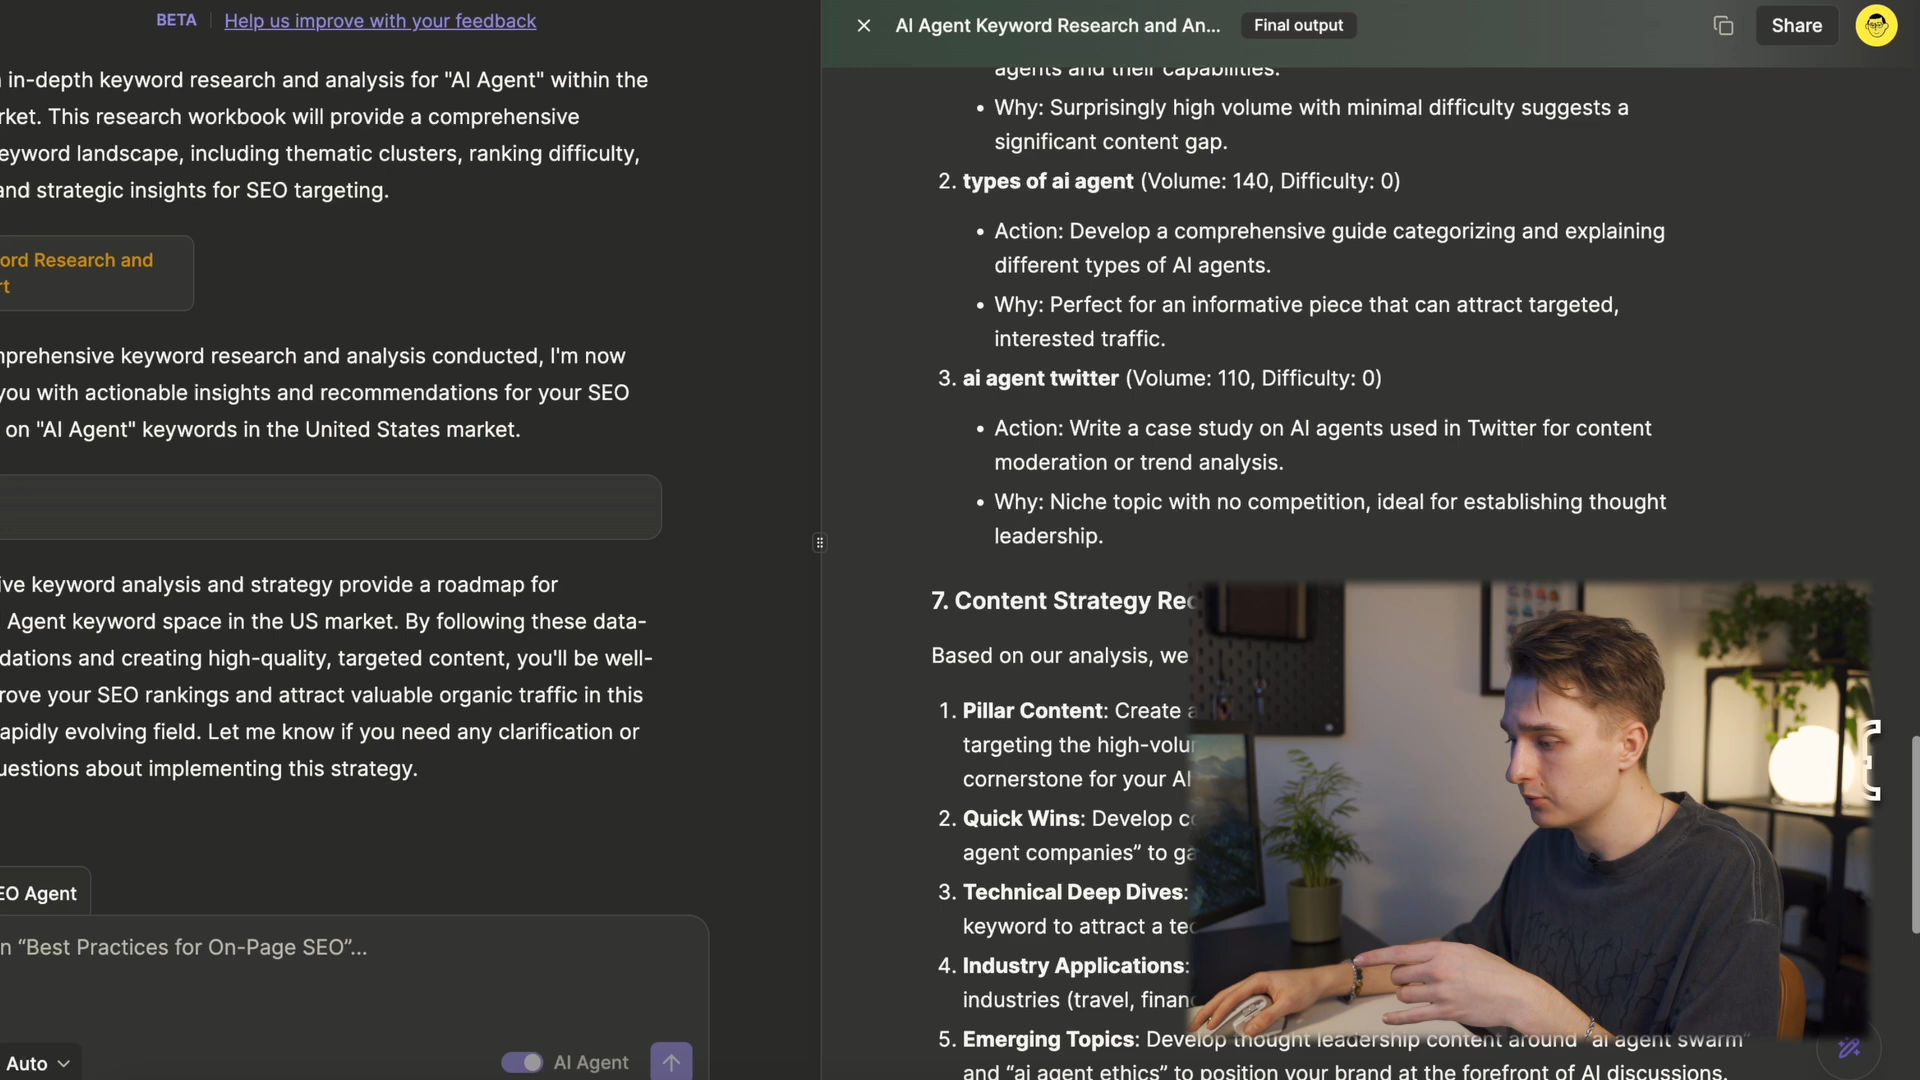 BETA
Help us improve with your feedback
in-depth keyword research and analysis for "AI Agent" within the
rket. This research workbook will provide a comprehensive
eyword landscape, including thematic clusters, ranking difficulty,
and strategic insights for SEO targeting.
ord Research and
rt
mprehensive keyword research and analysis conducted, I'm now
you with actionable insights and recommendations for your SEO
on "AI Agent" keywords in the United States market.
ive keyword analysis and strategy provide a roadmap for
Agent keyword space in the US market. By following these data-
dations and creating high-quality, targeted content, you'll be well-
rove your SEO rankings and attract valuable organic traffic in this
apidly evolving field. Let me know if you need any clarification or
uestions about implementing this strategy.
EO Agent
n “Best Practices for On-Page SEO”...
Auto
AI Agent
AI Agent Keyword Research and An...
Final output
Share
agents and their capabilities.
• Why: Surprisingly high volume with minimal difficulty suggests a
significant content gap.
2. types of ai agent (Volume: 140, Difficulty: 0)
• Action: Develop a comprehensive guide categorizing and explaining
different types of AI agents.
• Why: Perfect for an informative piece that can attract targeted,
interested traffic.
3. ai agent twitter (Volume: 110, Difficulty: 0)
• Action: Write a case study on AI agents used in Twitter for content
moderation or trend analysis.
• Why: Niche topic with no competition, ideal for establishing thought
leadership.
7. Content Strategy Rec
Based on our analysis, we
1. Pillar Content: Create a
targeting the high-volu
cornerstone for your AI
2. Quick Wins: Develop co
agent companies” to ga
3. Technical Deep Dives:
keyword to attract a tec
4. Industry Applications:
industries (travel, financ
5. Emerging Topics: Develop thought leadership content around “ai agent swarm”
and “ai agent ethics” to position your brand at the forefront of AI discussions.